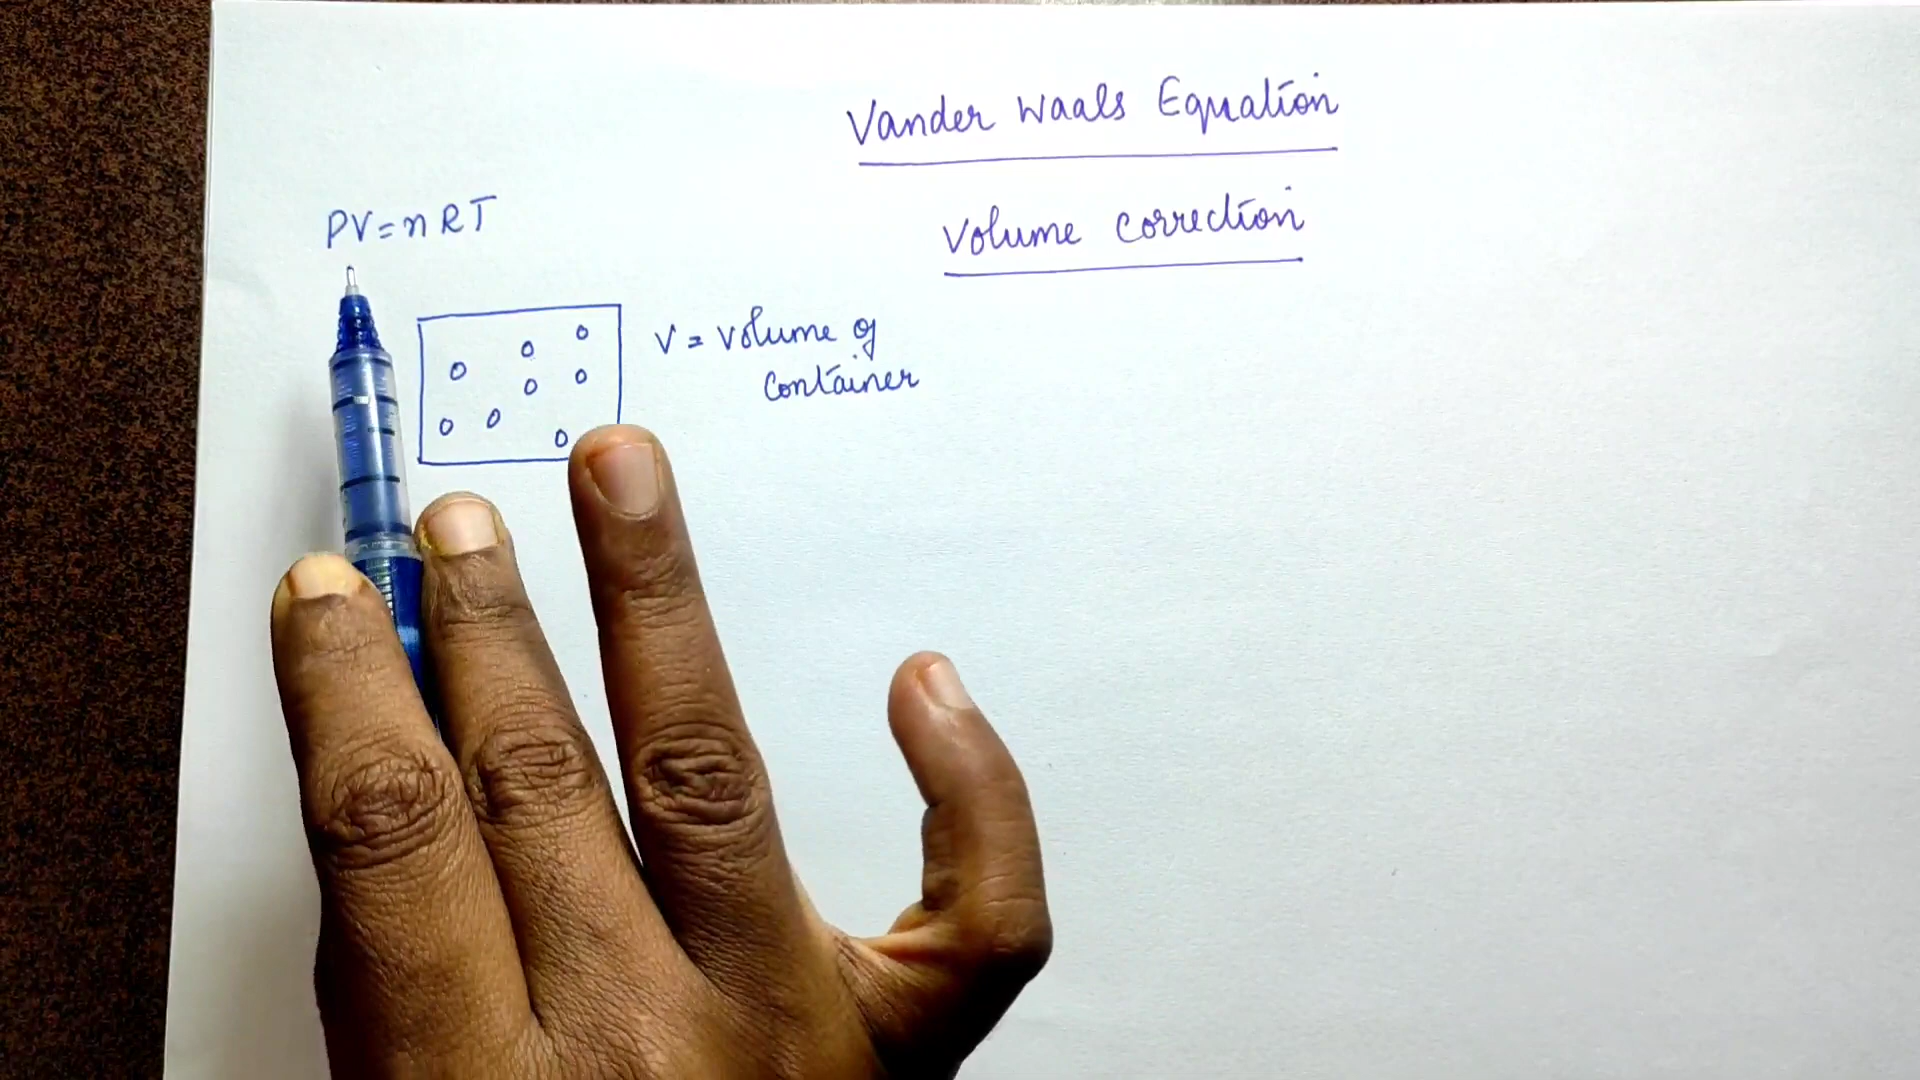 Vander Waals Equation
Volume correction
PV = nRT
V = Volume of
container